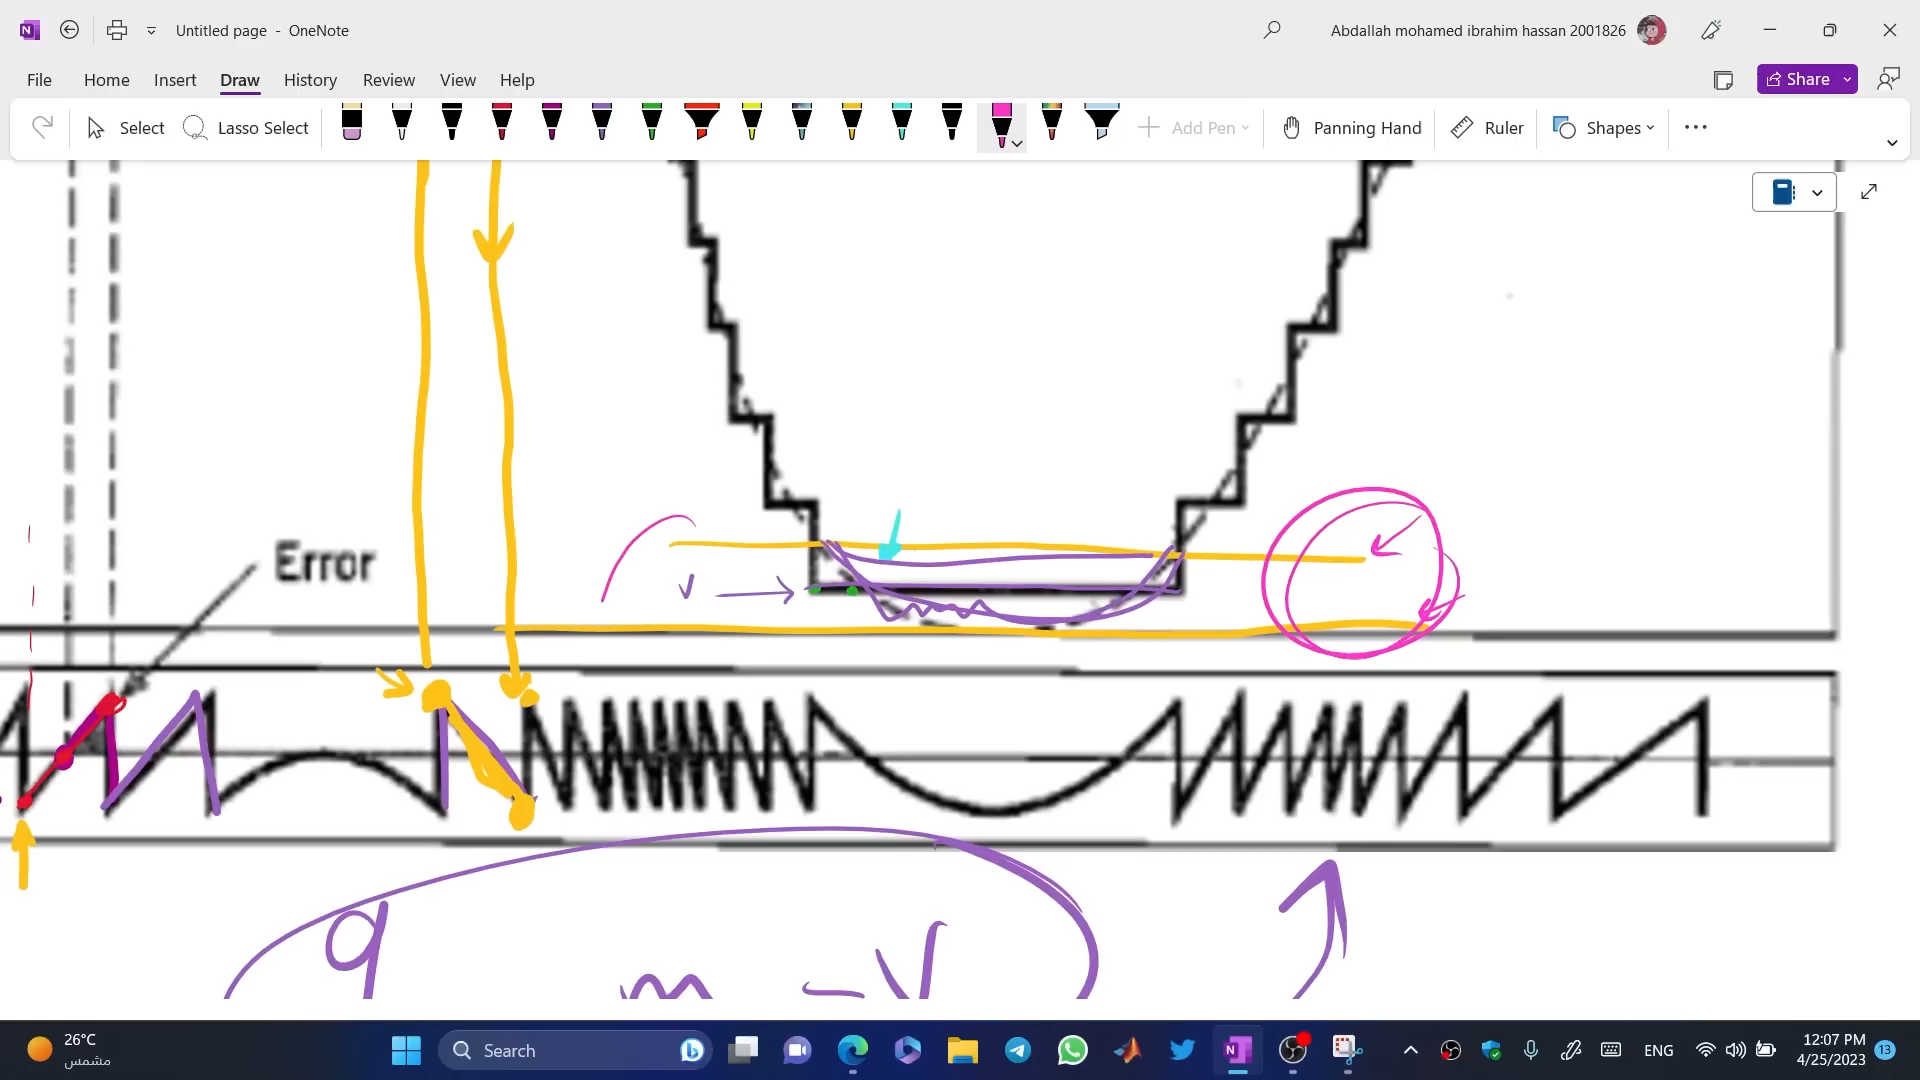 Untitled page - OneNote
Abdallah mohamed ibrahim hassan 2001826
File Home Insert Draw History Review View Help
Share
Select Lasso Select Add Pen Panning Hand Ruler Shapes
Error
v
q m - v
26°C
مشمس
Search
ENG
12:07 PM
4/25/2023
13